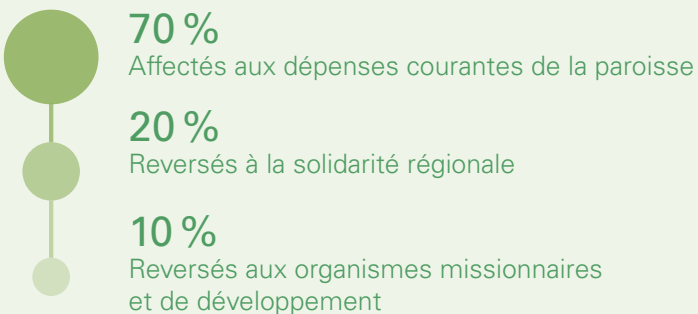 70 %
Affectés aux dépenses courantes de la paroisse
20 %
Reversés à la solidarité régionale
10 %
Reversés aux organismes missionnaires
et de développement